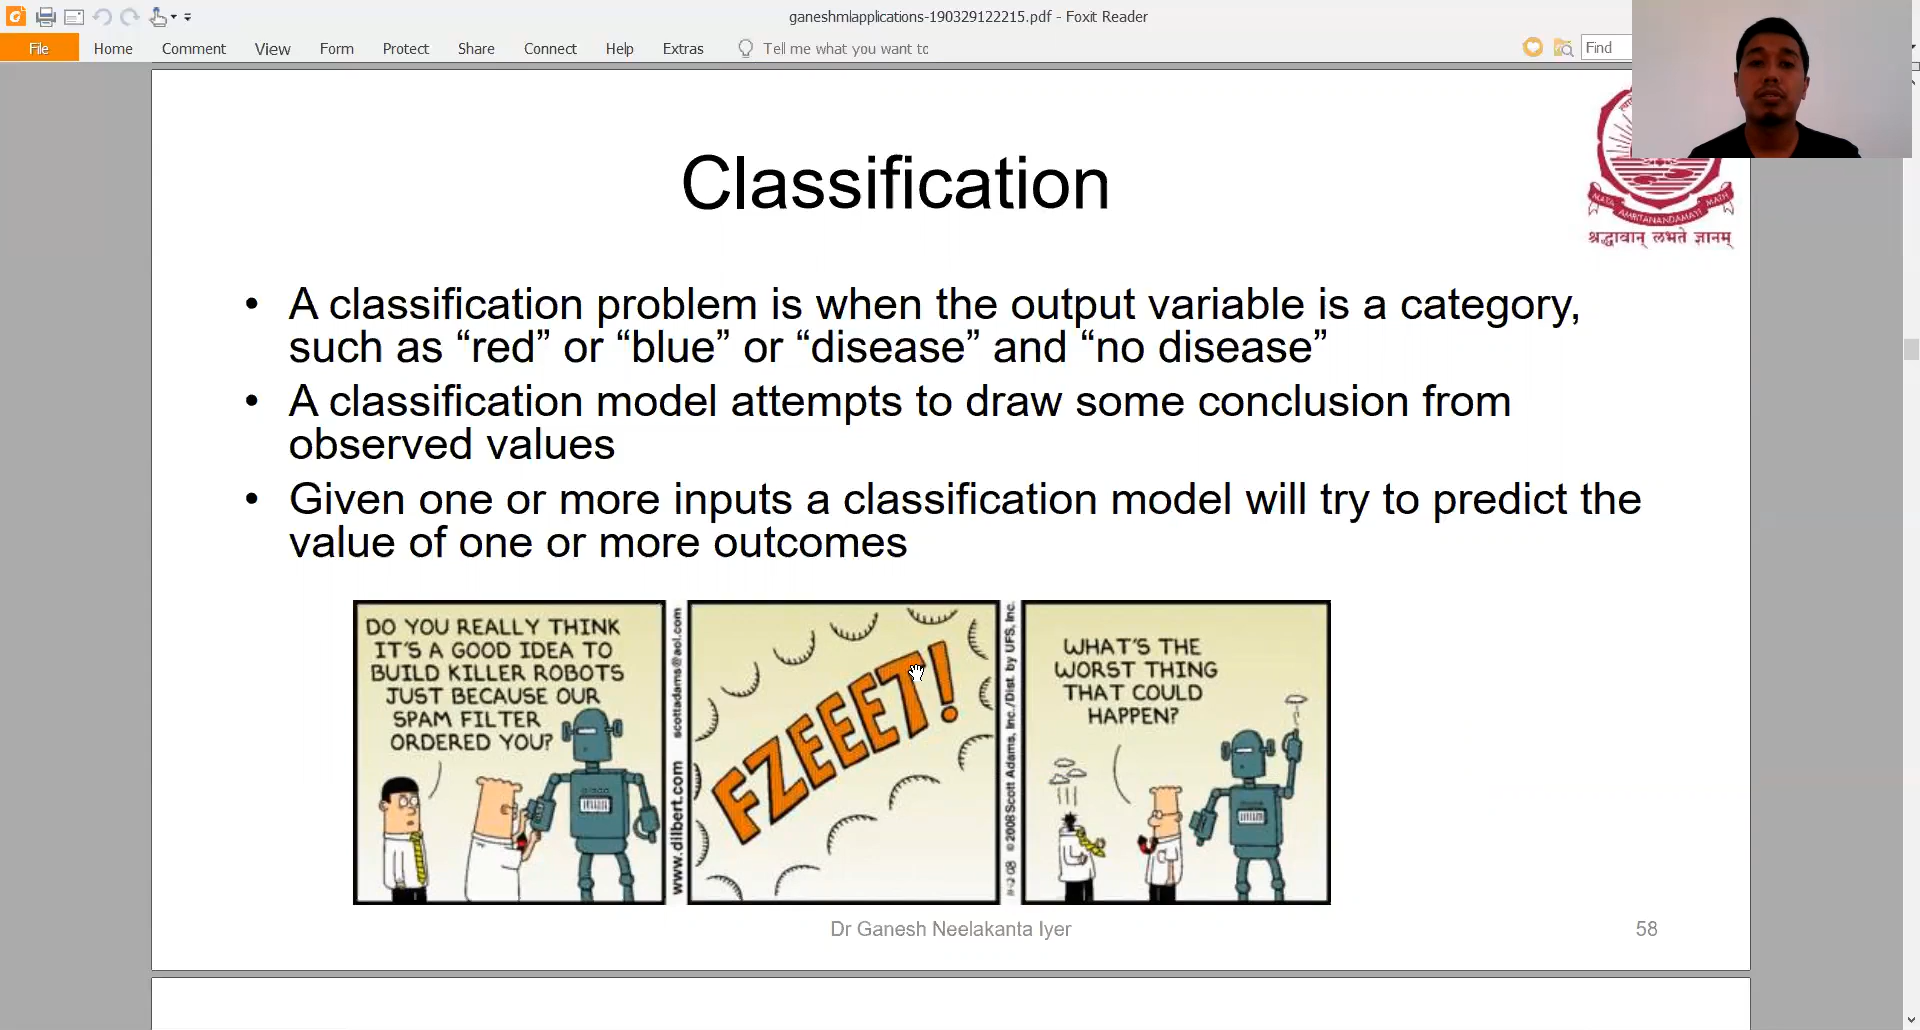 ganeshmlapplications-190329122215.pdf - Foxit Reader
File Home Comment View Form Protect Share Connect Help Extras Tell me what you want to Find
Classification
MATA AMRITANANDAMAYI MATH
श्रद्धावान् लभते ज्ञानम्
• A classification problem is when the output variable is a category,
such as “red” or “blue” or “disease” and “no disease”
• A classification model attempts to draw some conclusion from
observed values
• Given one or more inputs a classification model will try to predict the
value of one or more outcomes
DO YOU REALLY THINK
IT'S A GOOD IDEA TO
BUILD KILLER ROBOTS
JUST BECAUSE OUR
SPAM FILTER
ORDERED YOU?
www.dilbert.com scottadams@aol.com
FZEEET!
©2008 Scott Adams, Inc./Dist. by UFS, Inc.
WHAT'S THE
WORST THING
THAT COULD
HAPPEN?
Dr Ganesh Neelakanta Iyer
58